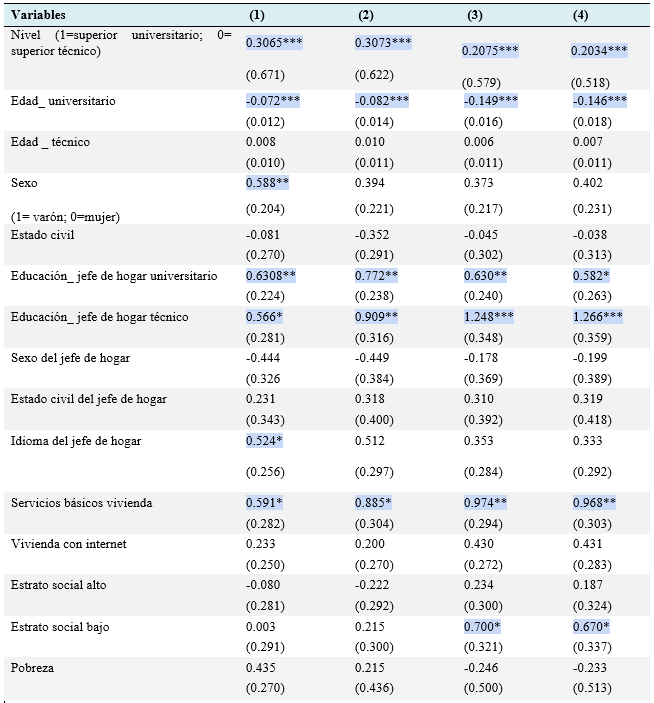 Variables (1) (2) (3) (4)
Nivel (1=superior universitario; 0= superior técnico) 0.3065*** 0.3073*** 0.2075*** 0.2034***
(0.671) (0.622) (0.579) (0.518)
Edad_ universitario -0.072*** -0.082*** -0.149*** -0.146***
(0.012) (0.014) (0.016) (0.018)
Edad _ técnico 0.008 0.010 0.006 0.007
(0.010) (0.011) (0.011) (0.011)
Sexo 0.588** 0.394 0.373 0.402
(1= varón; 0=mujer) (0.204) (0.221) (0.217) (0.231)
Estado civil -0.081 -0.352 -0.045 -0.038
(0.270) (0.291) (0.302) (0.313)
Educación_ jefe de hogar universitario 0.6308** 0.772** 0.630** 0.582*
(0.224) (0.238) (0.240) (0.263)
Educación_ jefe de hogar técnico 0.566* 0.909** 1.248*** 1.266***
(0.281) (0.316) (0.348) (0.359)
Sexo del jefe de hogar -0.444 -0.449 -0.178 -0.199
(0.326 (0.384) (0.369) (0.389)
Estado civil del jefe de hogar 0.231 0.318 0.310 0.319
(0.343) (0.400) (0.392) (0.418)
Idioma del jefe de hogar 0.524* 0.512 0.353 0.333
(0.256) (0.297) (0.284) (0.292)
Servicios básicos vivienda 0.591* 0.885* 0.974** 0.968**
(0.282) (0.304) (0.294) (0.303)
Vivienda con internet 0.233 0.200 0.430 0.431
(0.250) (0.270) (0.272) (0.283)
Estrato social alto -0.080 -0.222 0.234 0.187
(0.281) (0.292) (0.300) (0.324)
Estrato social bajo 0.003 0.215 0.700* 0.670*
(0.291) (0.300) (0.321) (0.337)
Pobreza 0.435 0.215 -0.246 -0.233
(0.270) (0.436) (0.500) (0.513)